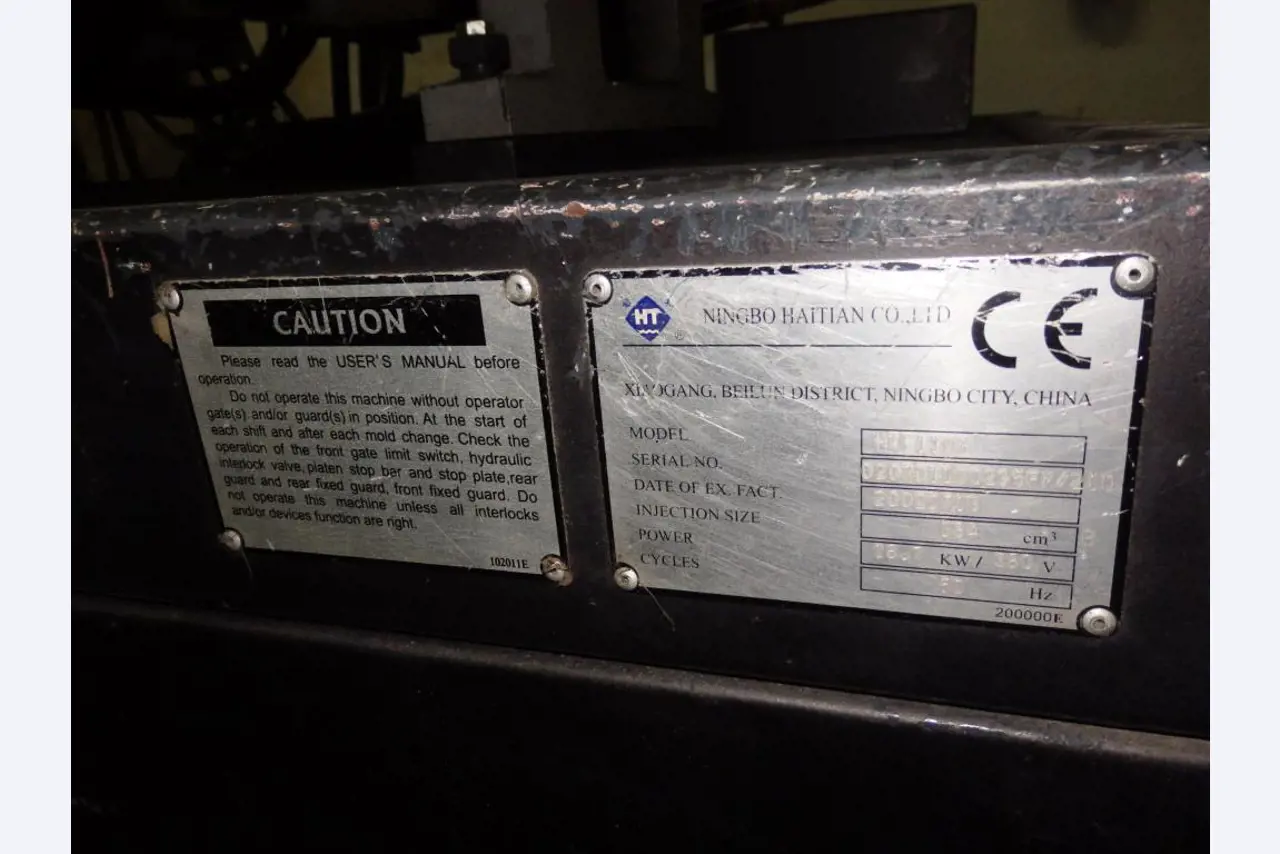 CAUTION
Please read the USER'S MANUAL before
operation.
Do not operate this machine without operator
gate(s) and/or guard(s) in position. At the start of
each shift and after each mold change. Check the
operation of the front gate limit switch, hydraulic
interlock valve, platen stop bar and stop plate, rear
guard and rear fixed guard, front fixed guard. Do
not operate this machine unless all interlocks
and/or devices function are right.
102011E
HT
®
NINGBO HAITIAN CO.,LTD
CE
BEILUN DISTRICT, NINGBO CITY, CHINA
MODEL
SERIAL NO.
DATE OF EX. FACT.
INJECTION SIZE cm³
POWER KW/ V
CYCLES Hz
200000E